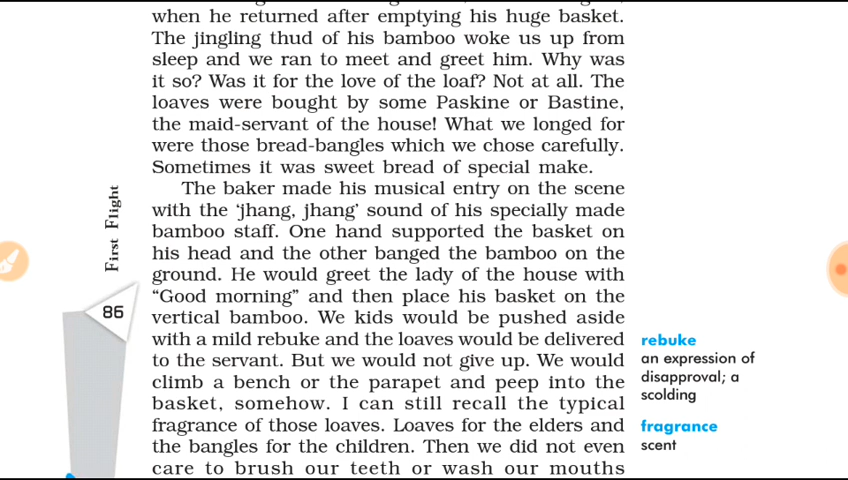 when he returned after emptying his huge basket.
The jingling thud of his bamboo woke us up from
sleep and we ran to meet and greet him. Why was
it so? Was it for the love of the loaf? Not at all. The
loaves were bought by some Paskine or Bastine,
the maid-servant of the house! What we longed for
were those bread-bangles which we chose carefully.
Sometimes it was sweet bread of special make.
The baker made his musical entry on the scene
with the ‘jhang, jhang’ sound of his specially made
bamboo staff. One hand supported the basket on
his head and the other banged the bamboo on the
ground. He would greet the lady of the house with
“Good morning” and then place his basket on the
vertical bamboo. We kids would be pushed aside
with a mild rebuke and the loaves would be delivered
to the servant. But we would not give up. We would
climb a bench or the parapet and peep into the
basket, somehow. I can still recall the typical
fragrance of those loaves. Loaves for the elders and
the bangles for the children. Then we did not even
care to brush our teeth or wash our mouths
First Flight
86
rebuke
an expression of
disapproval; a
scolding
fragrance
scent